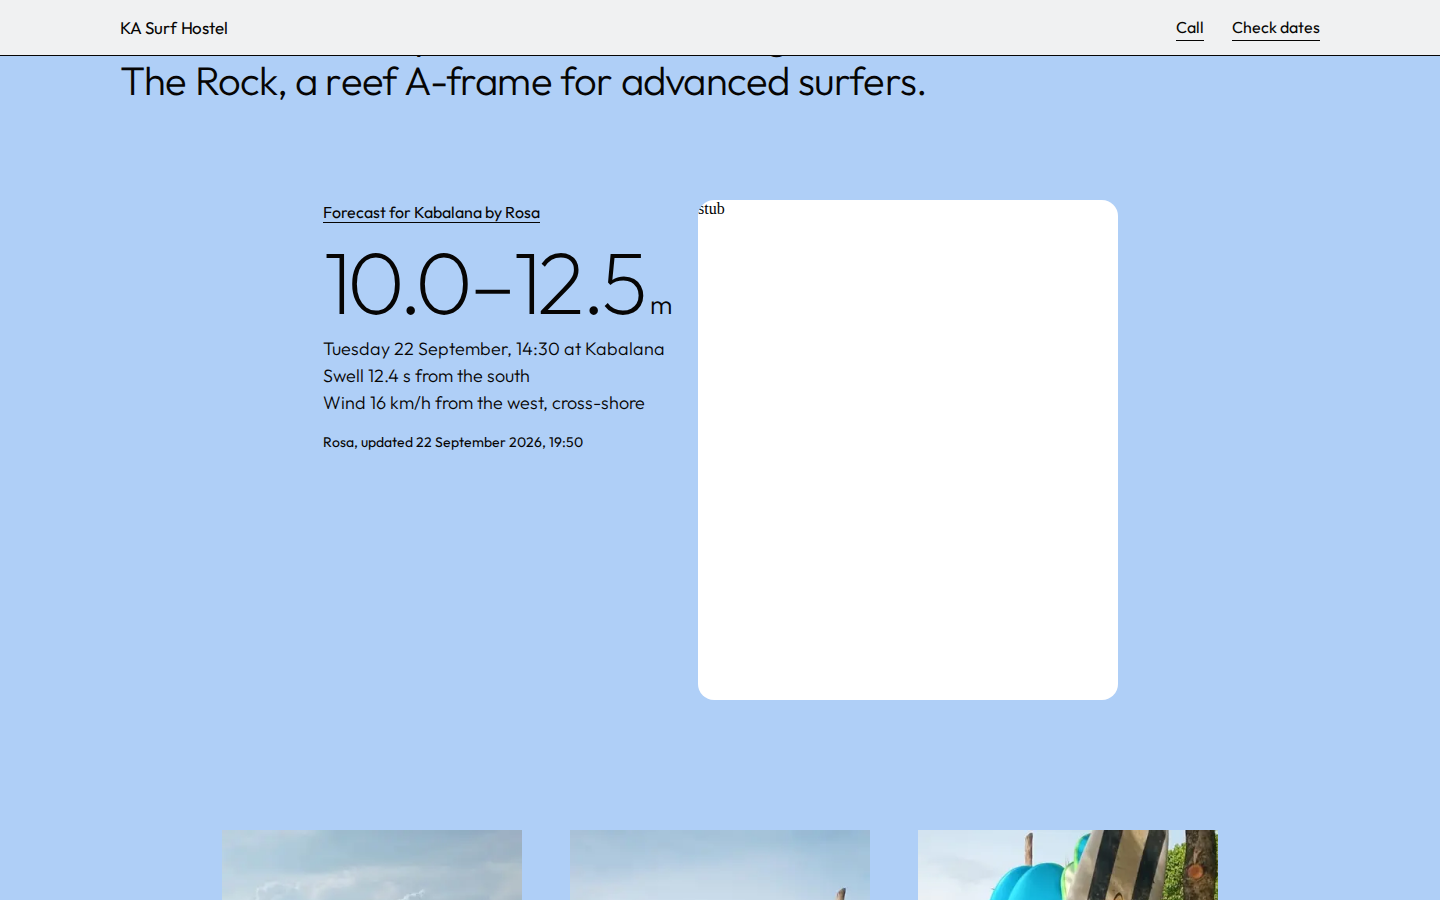 KA Surf Hostel
Call
Check dates
The Rock, a reef A-frame for advanced surfers.
Forecast for Kabalana by Rosa
stub
10.0–12.5 m
Tuesday 22 September, 14:30 at Kabalana
Swell 12.4 s from the south
Wind 16 km/h from the west, cross-shore
Rosa, updated 22 September 2026, 19:50